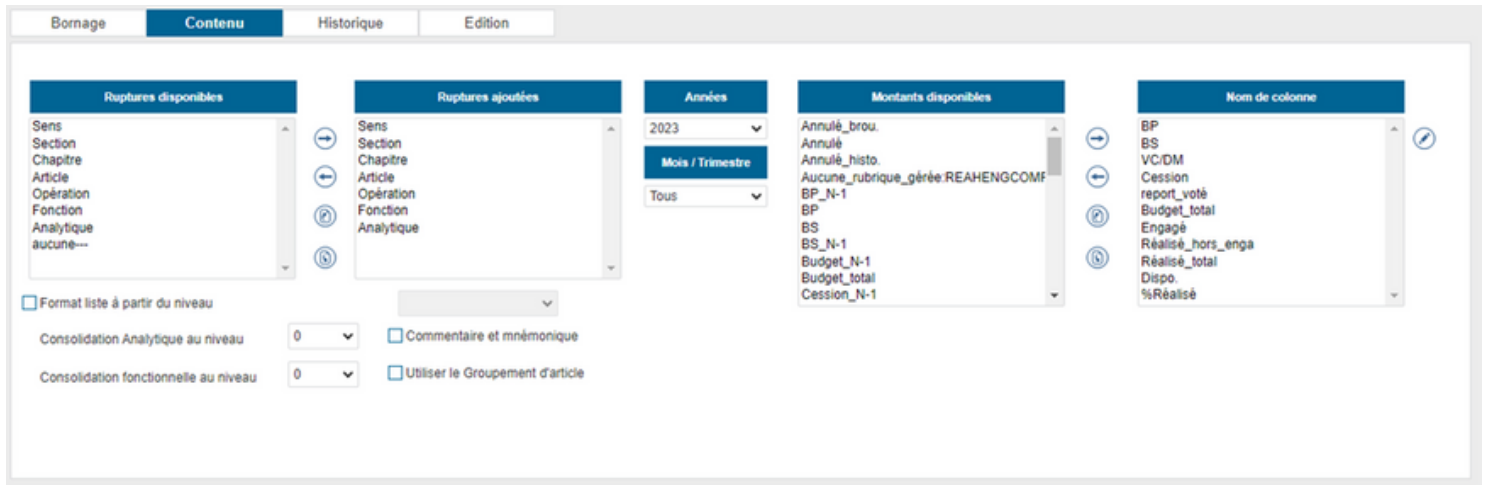 Bornage
Contenu
Historique
Edition
Ruptures disponibles
Sens
Section
Chapitre
Article
Opération
Fonction
Analytique
aucune---
Ruptures ajoutées
Sens
Section
Chapitre
Article
Opération
Fonction
Analytique
Années
2023
Mois / Trimestre
Tous
Montants disponibles
Annulé_brou.
Annulé
Annulé_histo.
Aucune_rubrique_gérée:REAHENGCOMF
BP_N-1
BP
BS
BS_N-1
Budget_N-1
Budget_total
Cession_N-1
Nom de colonne
BP
BS
VC/DM
Cession
report_voté
Budget_total
Engagé
Réalisé_hors_enga
Réalisé_total
Dispo.
%Réalisé
Format liste à partir du niveau
Consolidation Analytique au niveau
0
Commentaire et mnémonique
Consolidation fonctionnelle au niveau
0
Utiliser le Groupement d'article